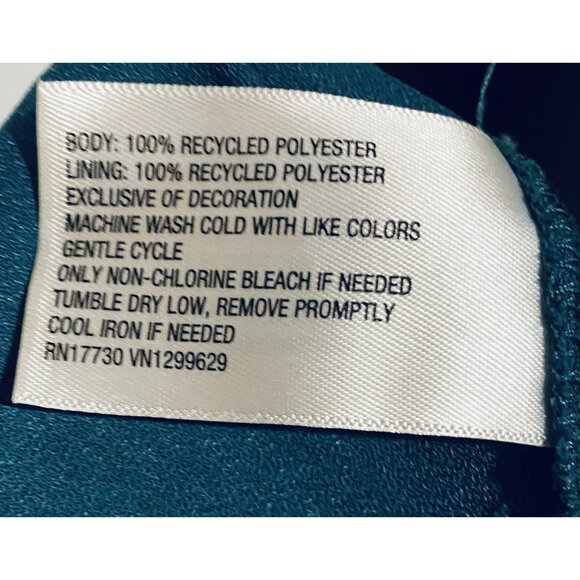 BODY: 100% RECYCLED POLYESTER
LINING: 100% RECYCLED POLYESTER
EXCLUSIVE OF DECORATION
MACHINE WASH COLD WITH LIKE COLORS
GENTLE CYCLE
ONLY NON-CHLORINE BLEACH IF NEEDED
TUMBLE DRY LOW, REMOVE PROMPTLY
COOL IRON IF NEEDED
RN17730 VN1299629